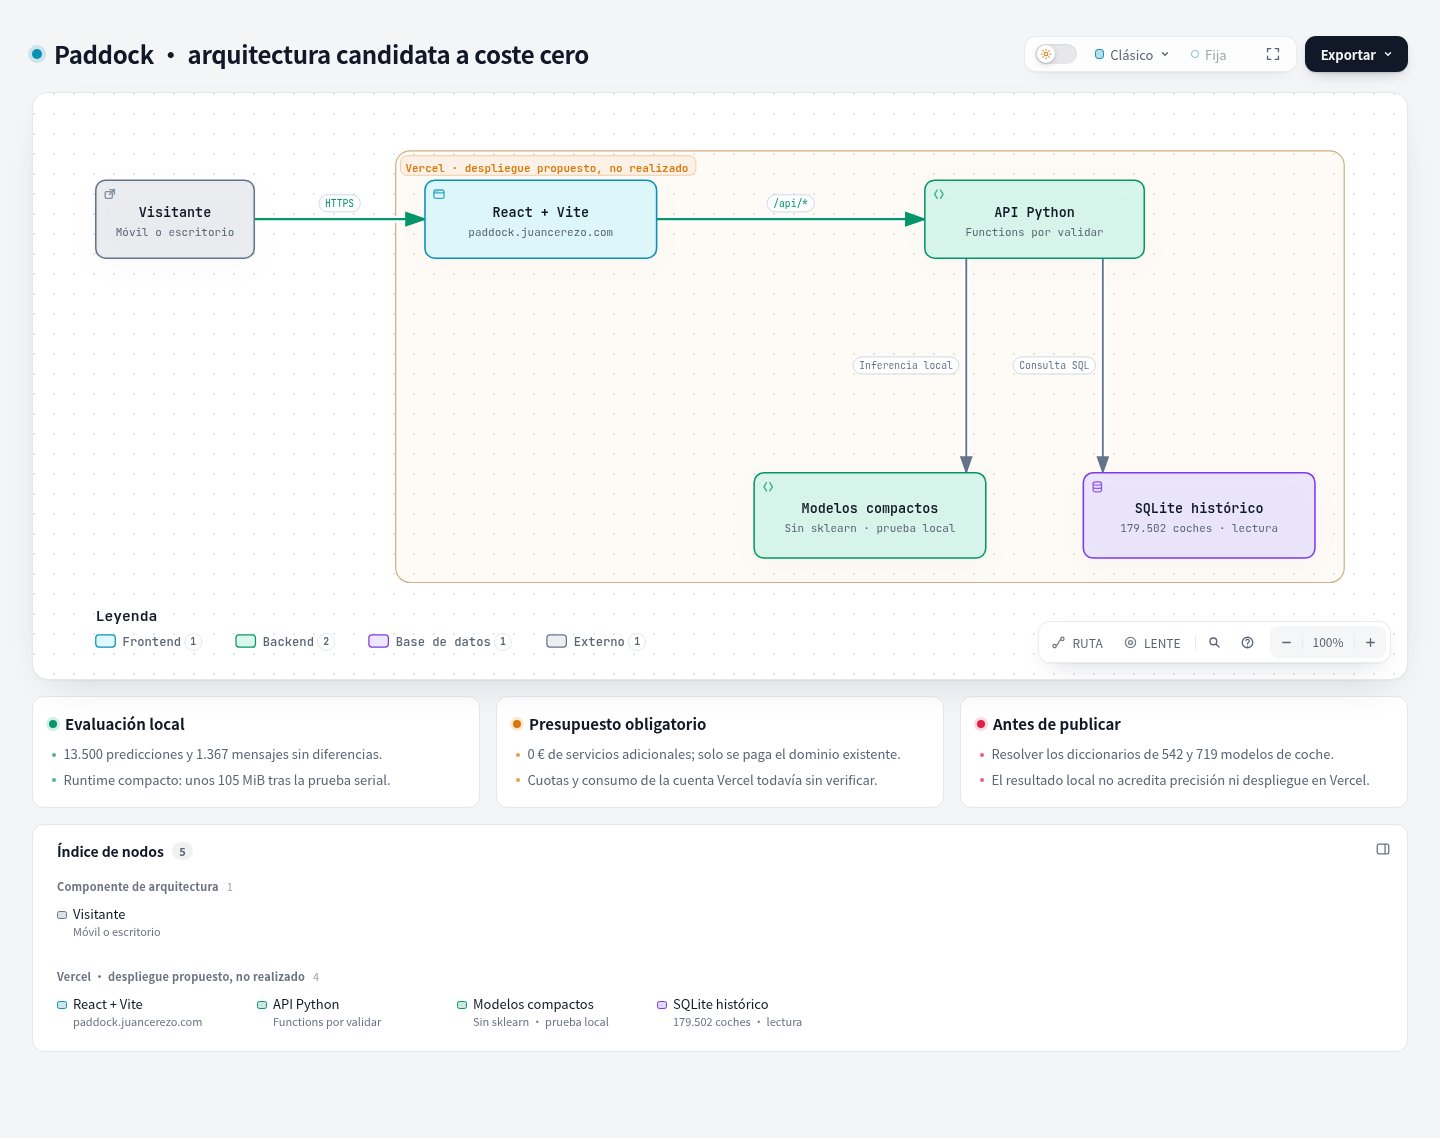 Paddock • arquitectura candidata a coste cero
Clásico
Fija
Exportar
Vercel · despliegue propuesto, no realizado
Visitante
Móvil o escritorio
HTTPS
React + Vite
paddock.juancerezo.com
/api/*
API Python
Functions por validar
Inferencia local
Consulta SQL
Modelos compactos
Sin sklearn · prueba local
SQLite histórico
179.502 coches · lectura
Leyenda
Frontend 1
Backend 2
Base de datos 1
Externo 1
RUTA
LENTE
100%
Evaluación local
• 13.500 predicciones y 1.367 mensajes sin diferencias.
• Runtime compacto: unos 105 MiB tras la prueba serial.
Presupuesto obligatorio
• 0 € de servicios adicionales; solo se paga el dominio existente.
• Cuotas y consumo de la cuenta Vercel todavía sin verificar.
Antes de publicar
• Resolver los diccionarios de 542 y 719 modelos de coche.
• El resultado local no acredita precisión ni despliegue en Vercel.
Índice de nodos 5
Componente de arquitectura 1
Visitante
Móvil o escritorio
Vercel • despliegue propuesto, no realizado 4
React + Vite
paddock.juancerezo.com
API Python
Functions por validar
Modelos compactos
Sin sklearn • prueba local
SQLite histórico
179.502 coches • lectura